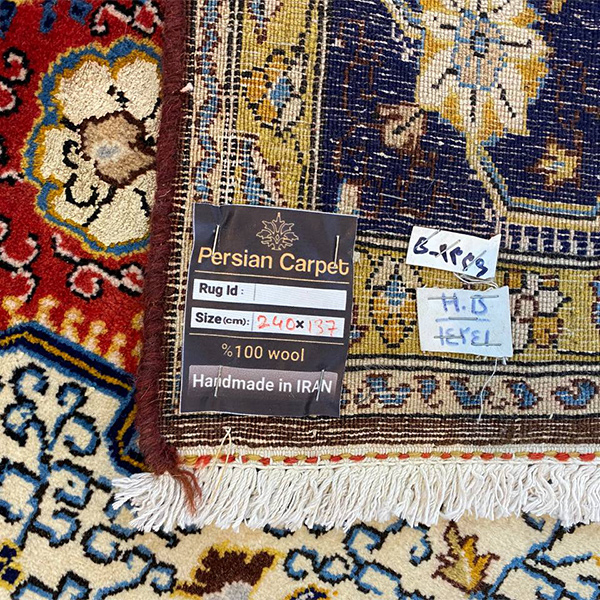 Persian Carpet
Rug Id :
Size(cm): 240×137
%100 wool
Handmade in IRAN
H.B